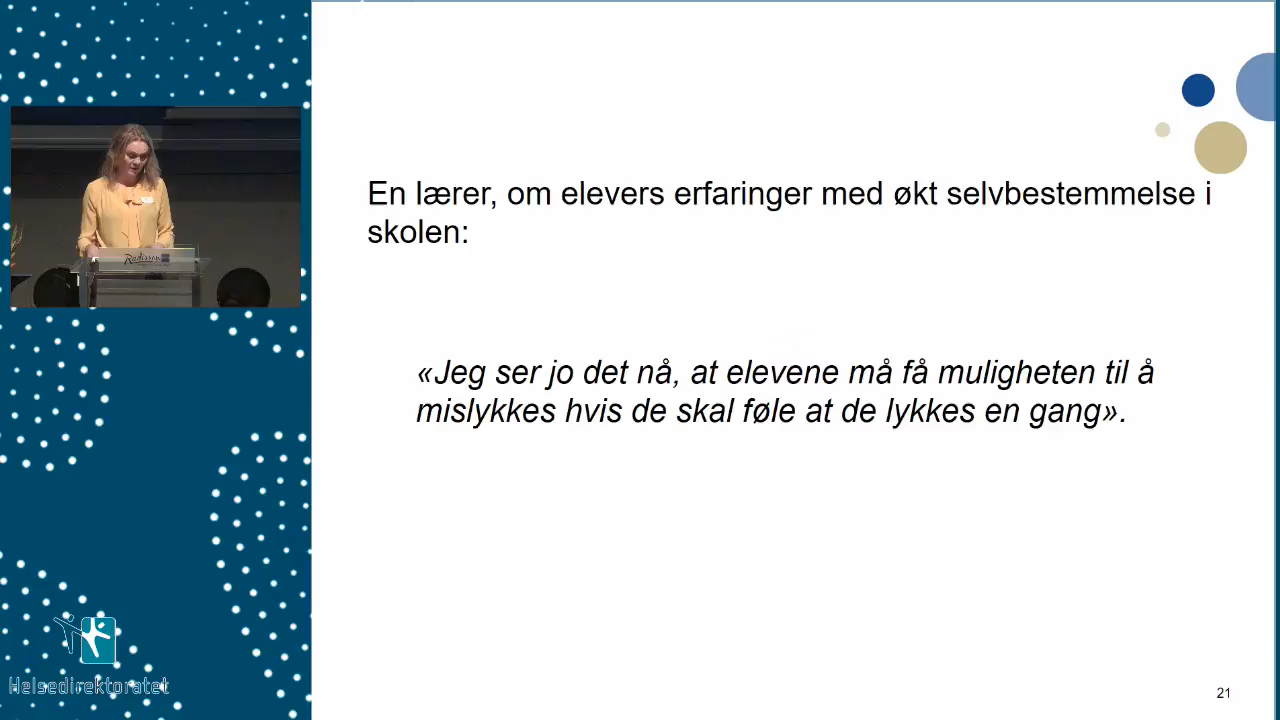 En lærer, om elevers erfaringer med økt selvbestemmelse i
skolen:
«Jeg ser jo det nå, at elevene må få muligheten til å
mislykkes hvis de skal føle at de lykkes en gang».
Radisson
Helsedirektoratet
21